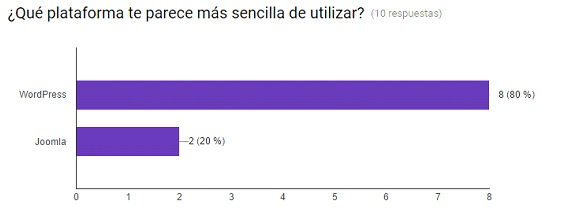 ¿Qué plataforma te parece más sencilla de utilizar? (10 respuestas)
WordPress 8 (80 %)
Joomla 2 (20 %)
0 1 2 3 4 5 6 7 8